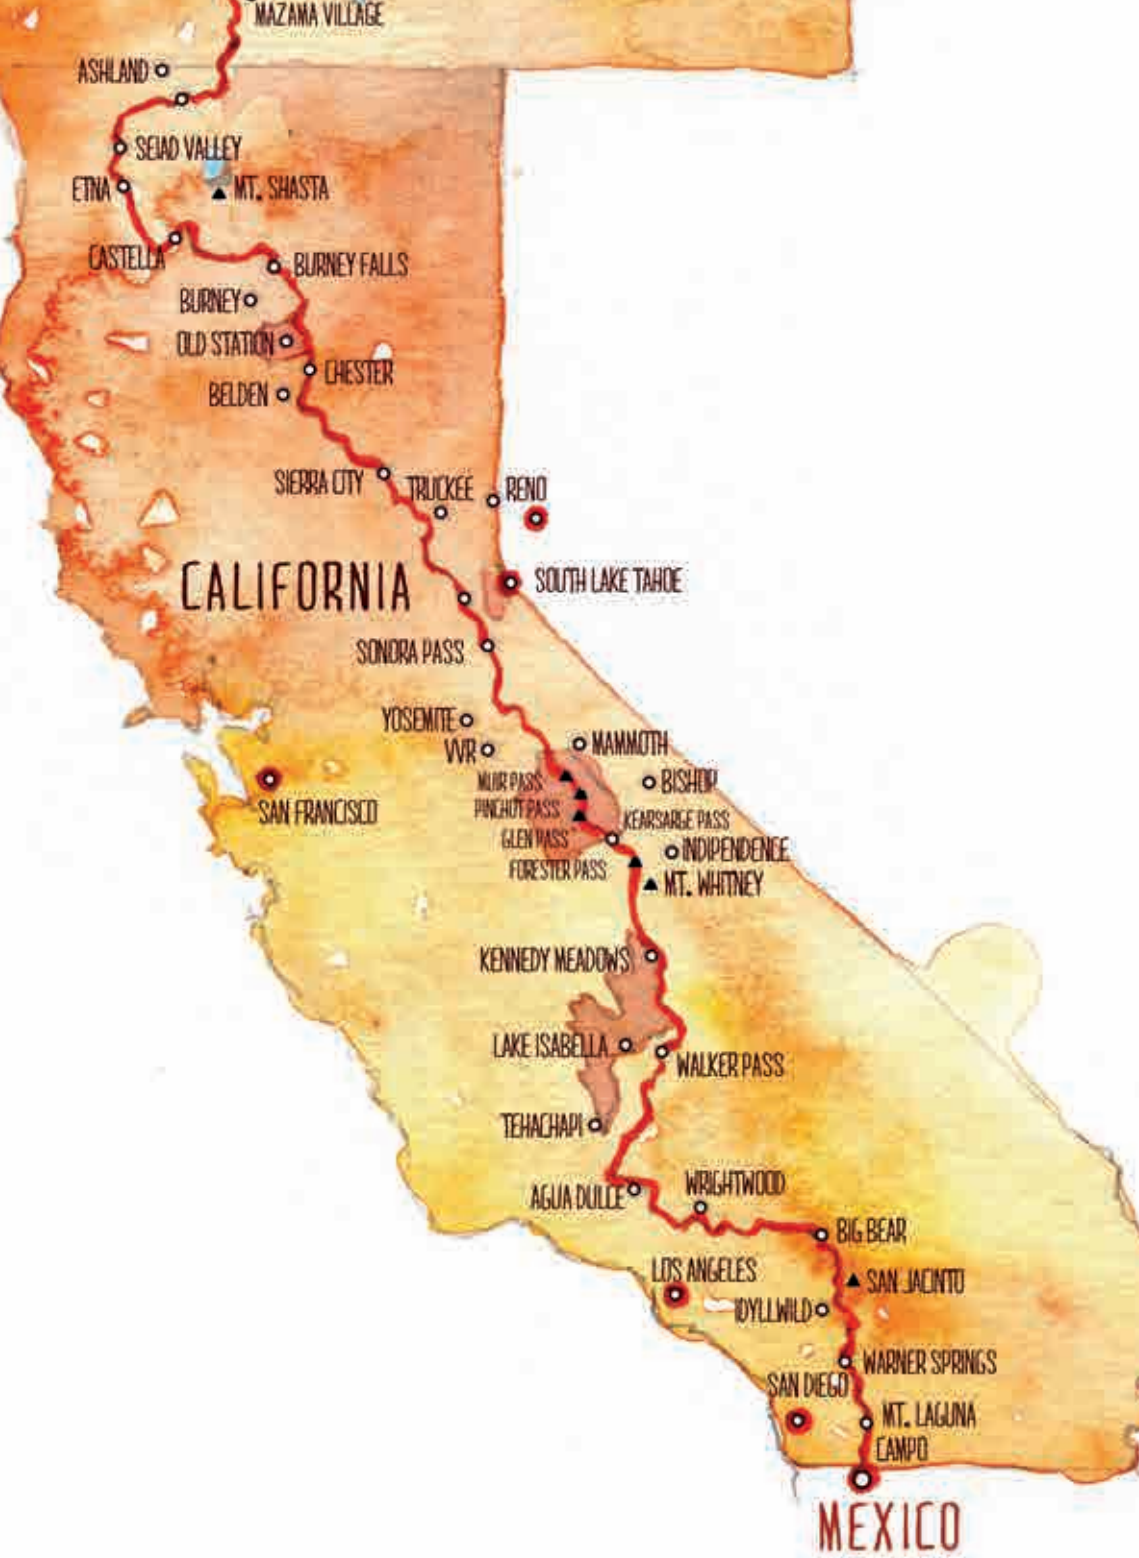 MAZAMA VILLAGE
ASHLAND
SEIAD VALLEY
ETNA
MT. SHASTA
CASTELLA
BURNEY FALLS
BURNEY
OLD STATION
CHESTER
BELDEN
SIERRA CITY
TRUCKEE
RENO
CALIFORNIA
SOUTH LAKE TAHOE
SONORA PASS
YOSEMITE
VVR
MAMMOTH
MUIR PASS
BISHOP
PINCHOT PASS
KEARSARGE PASS
SAN FRANCISCO
GLEN PASS
INDIPENDENCE
FORESTER PASS
MT. WHITNEY
KENNEDY MEADOWS
LAKE ISABELLA
WALKER PASS
TEHACHAPI
WRIGHTWOOD
AGUA DULCE
BIG BEAR
LOS ANGELES
SAN JACINTO
IDYLLWILD
WARNER SPRINGS
SAN DIEGO
MT. LAGUNA
CAMPO
MEXICO